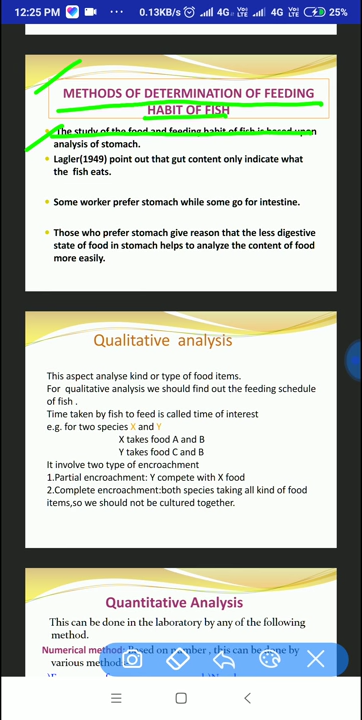 12:25 PM ... 0.13KB/s 4G VoLTE 4G VoLTE 25%
METHODS OF DETERMINATION OF FEEDING
HABIT OF FISH
• The study of the food and feeding habit of fish is based upon
analysis of stomach.
• Lagler(1949) point out that gut content only indicate what
the fish eats.
• Some worker prefer stomach while some go for intestine.
• Those who prefer stomach give reason that the less digestive
state of food in stomach helps to analyze the content of food
more easily.
Qualitative analysis
This aspect analyse kind or type of food items.
For qualitative analysis we should find out the feeding schedule
of fish .
Time taken by fish to feed is called time of interest
e.g. for two species X and Y
X takes food A and B
Y takes food C and B
It involve two type of encroachment
1.Partial encroachment: Y compete with X food
2.Complete encroachment:both species taking all kind of food
items,so we should not be cultured together.
Quantitative Analysis
This can be done in the laboratory by any of the following
method.
Numerical method: Based on number , this can be done by
various method